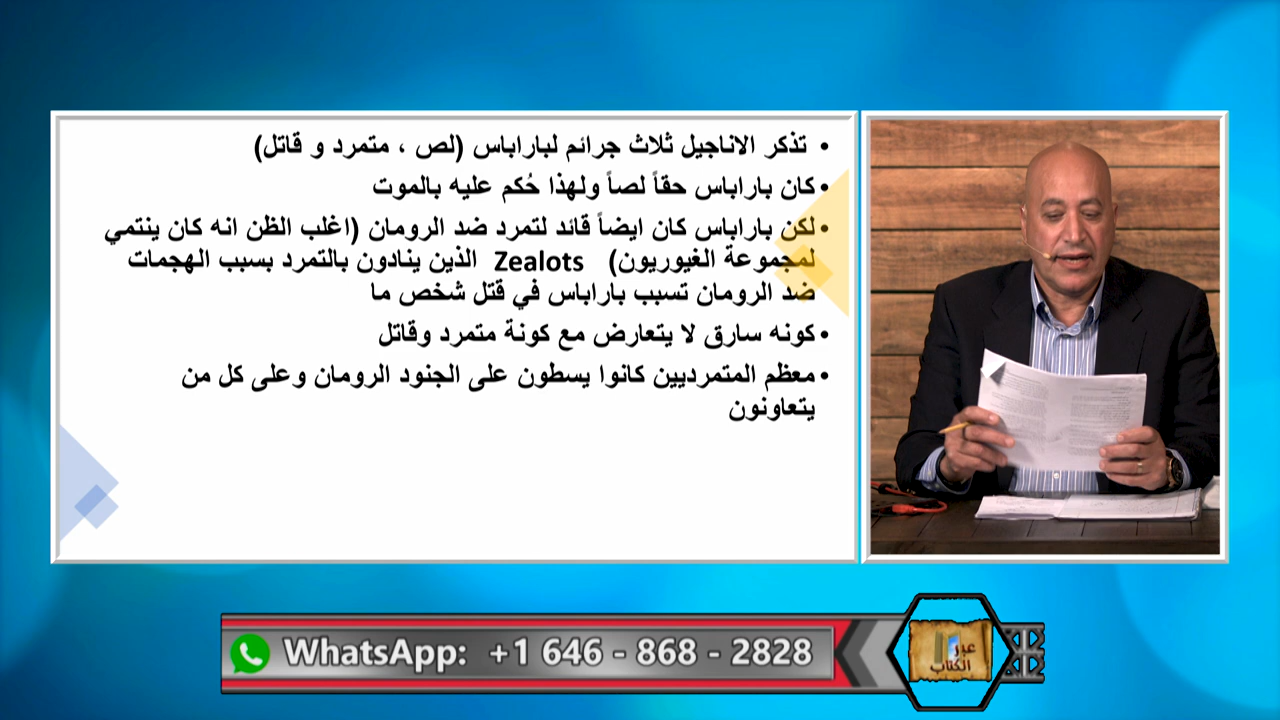 • تذكر الاناجيل ثلاث جرائم لباراباس (لص ، متمرد و قاتل)
• كان باراباس حقاً لصاً ولهذا حُكم عليه بالموت
• لكن باراباس كان ايضاً قائد لتمرد ضد الرومان (اغلب الظن انه كان ينتمي
لمجموعة الغيوريون) Zealots الذين ينادون بالتمرد بسبب الهجمات
ضد الرومان تسبب باراباس في قتل شخص ما
• كونه سارق لا يتعارض مع كونة متمرد وقاتل
• معظم المتمرديين كانوا يسطون على الجنود الرومان وعلى كل من
يتعاونون
WhatsApp: +1 646 - 868 - 2828
عبر
الكتاب